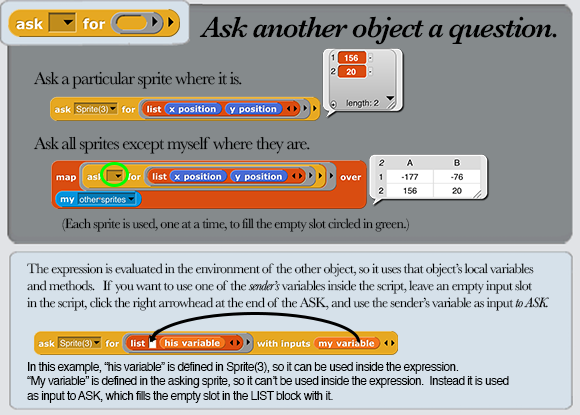 ask for
Ask another object a question.
Ask a particular sprite where it is.
1 156
2 20
length: 2
ask Sprite(3) for list x position y position
Ask all sprites except myself where they are.
map ask for list x position y position over
my other sprites
2 A B
1 -177 -76
2 156 20
(Each sprite is used, one at a time, to fill the empty slot circled in green.)
The expression is evaluated in the environment of the other object, so it uses that object's local variables
and methods. If you want to use one of the sender's variables inside the script, leave an empty input slot
in the script, click the right arrowhead at the end of the ASK, and use the sender's variable as input to ASK.
ask Sprite(3) for list his variable with inputs my variable
In this example, “his variable” is defined in Sprite(3), so it can be used inside the expression.
“My variable” is defined in the asking sprite, so it can't be used inside the expression. Instead it is used
as input to ASK, which fills the empty slot in the LIST block with it.